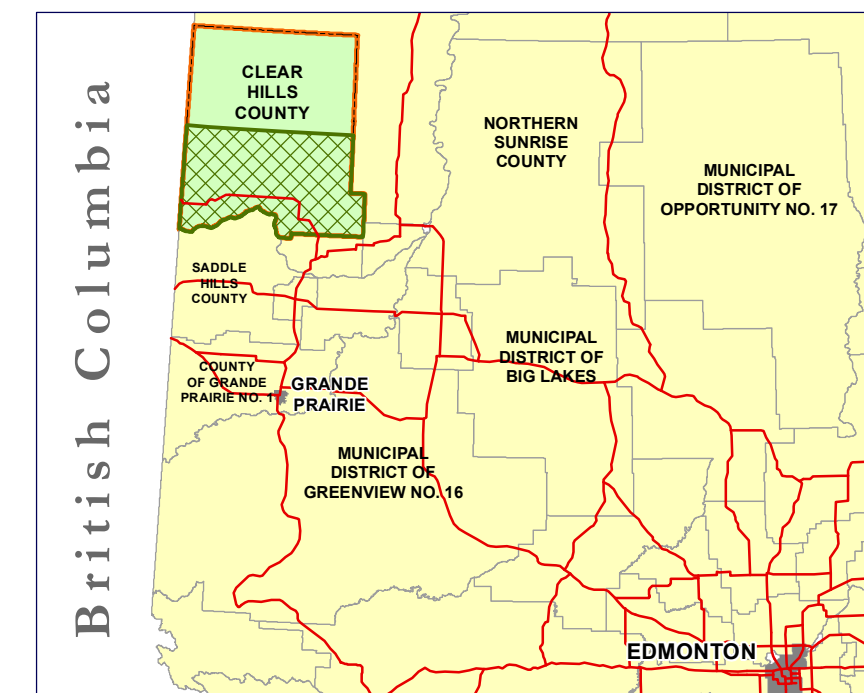 British Columbia
CLEAR
HILLS
COUNTY
NORTHERN
SUNRISE
COUNTY
MUNICIPAL
DISTRICT OF
OPPORTUNITY NO. 17
SADDLE
HILLS
COUNTY
MUNICIPAL
DISTRICT OF
BIG LAKES
COUNTY
OF GRANDE
PRAIRIE NO. 1
GRANDE
PRAIRIE
MUNICIPAL
DISTRICT OF
GREENVIEW NO. 16
EDMONTON